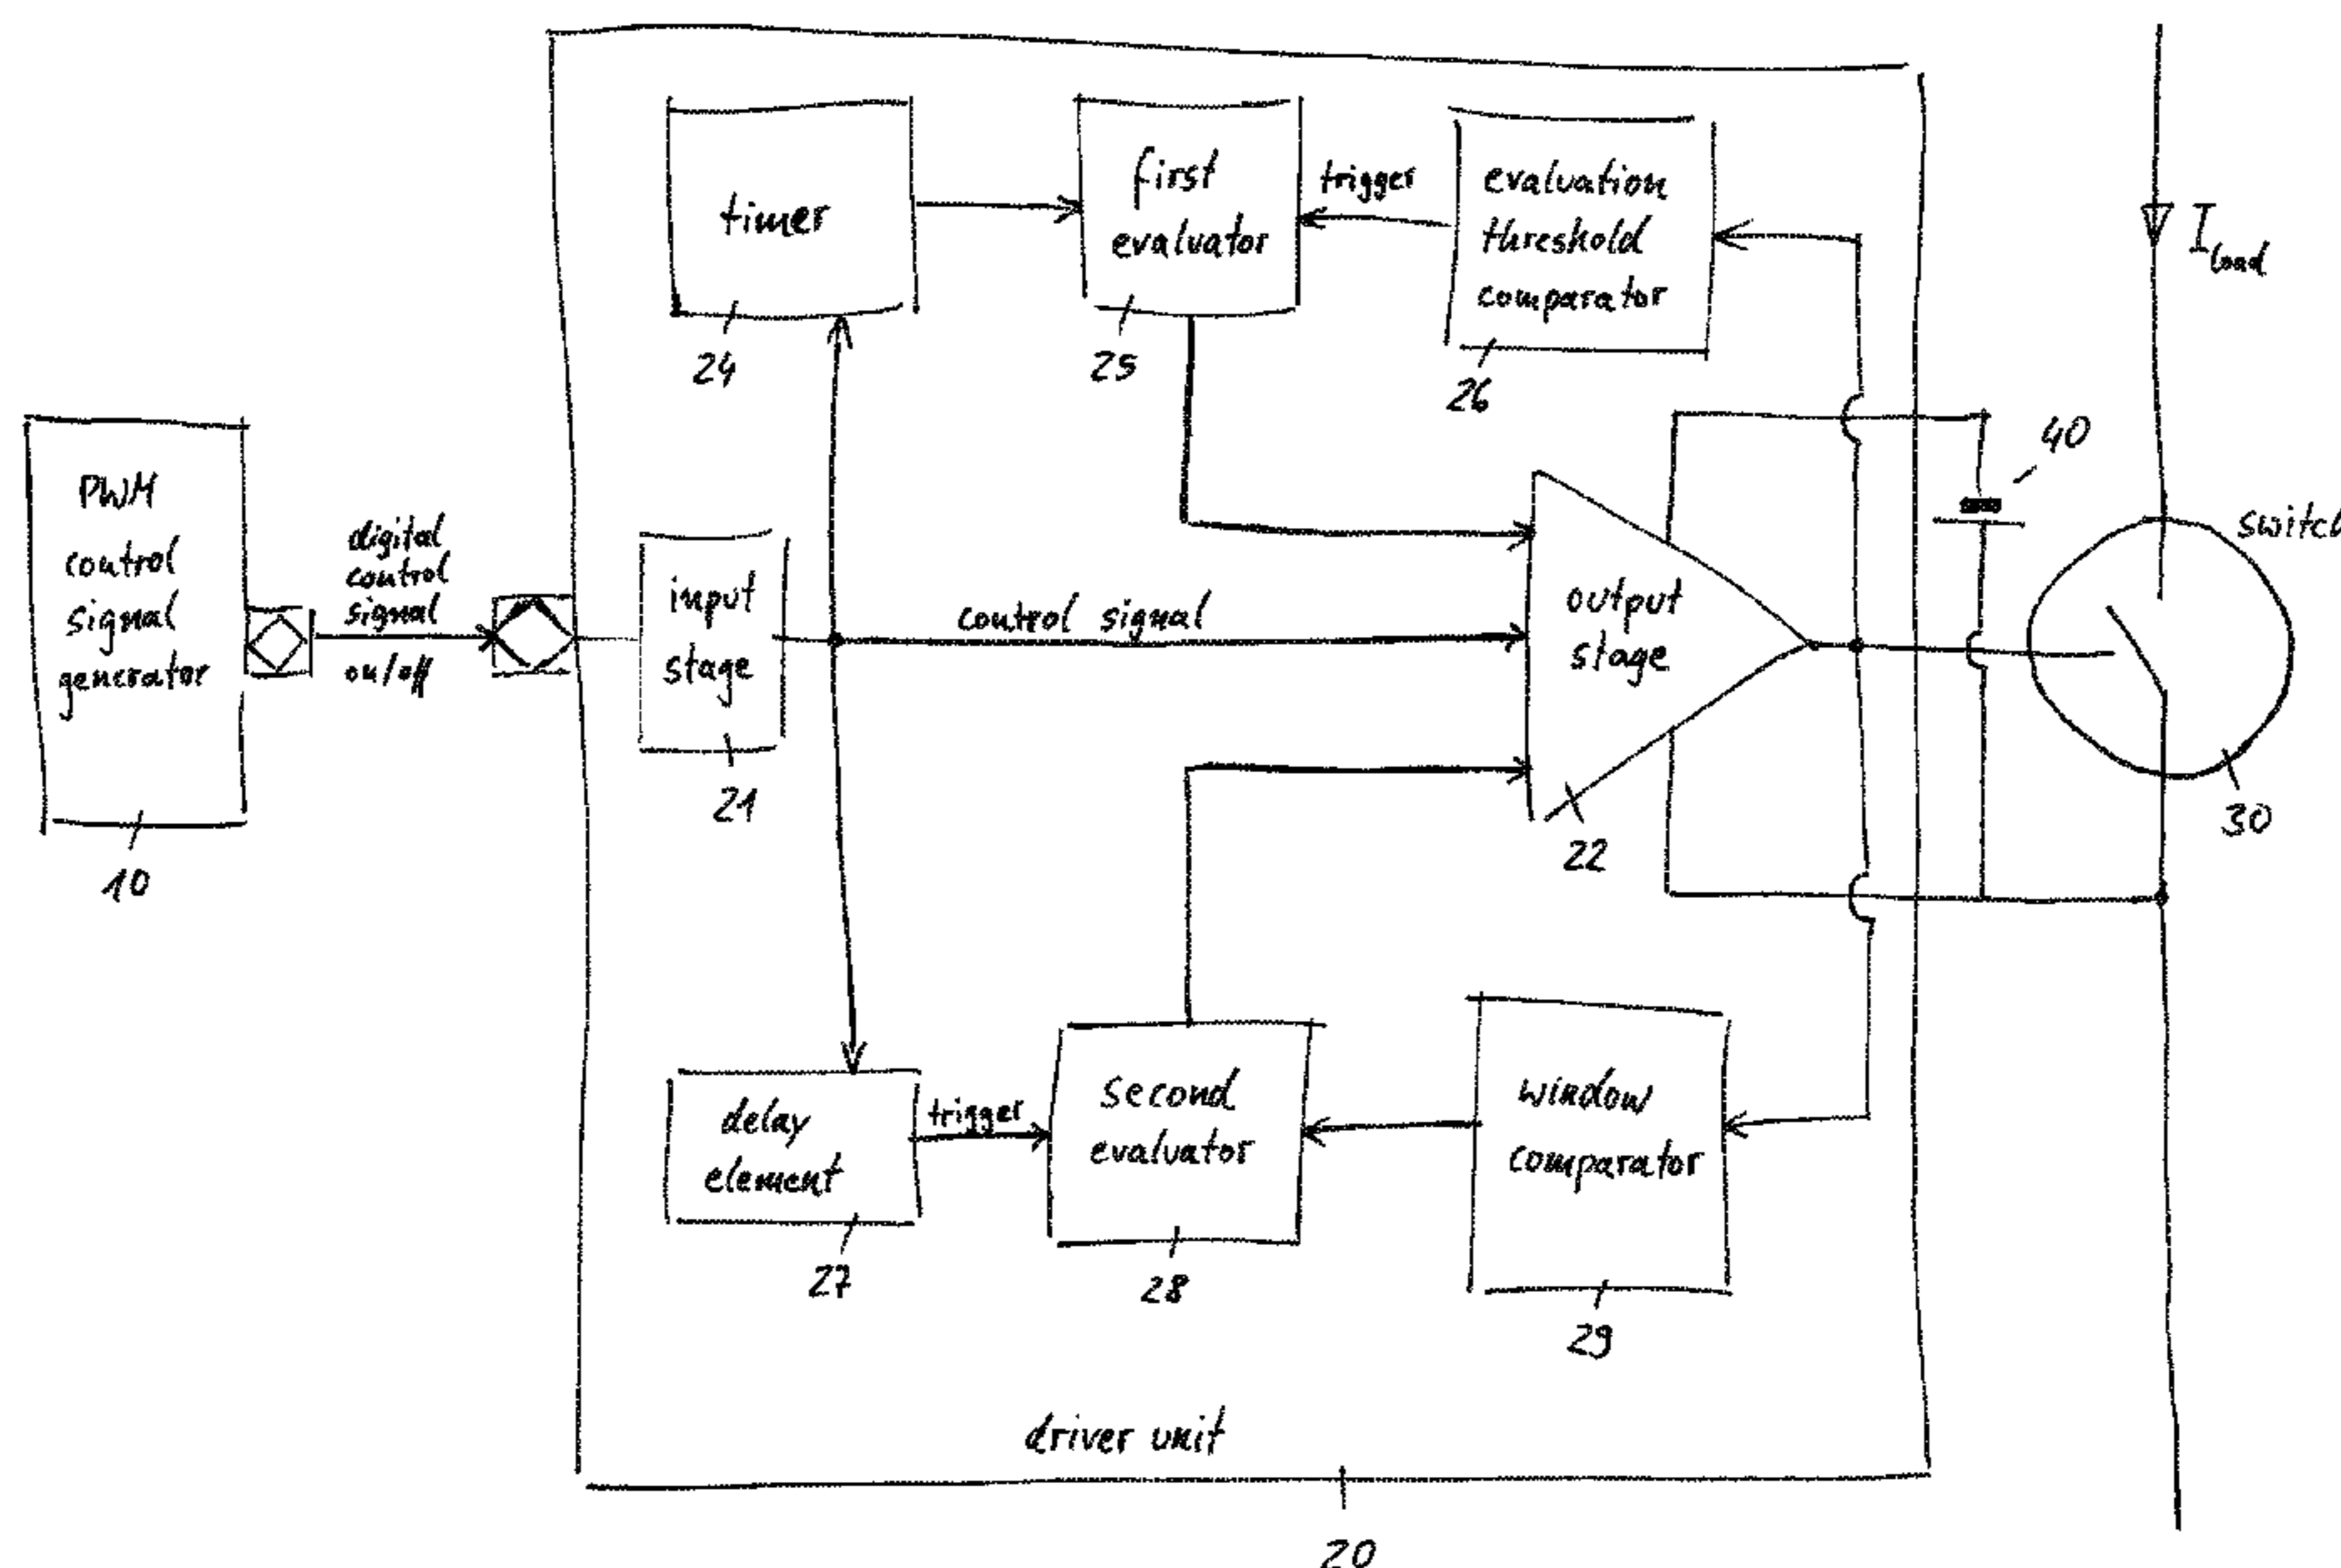 timer
24
first
evaluator
25
trigger
evaluation
threshold
comparator
26
I_load
PWM
control
signal
generator
10
digital
control
signal
on/off
input
stage
21
control signal
output
stage
22
40
switch
30
delay
element
27
trigger
second
evaluator
28
window
comparator
29
driver unit
20